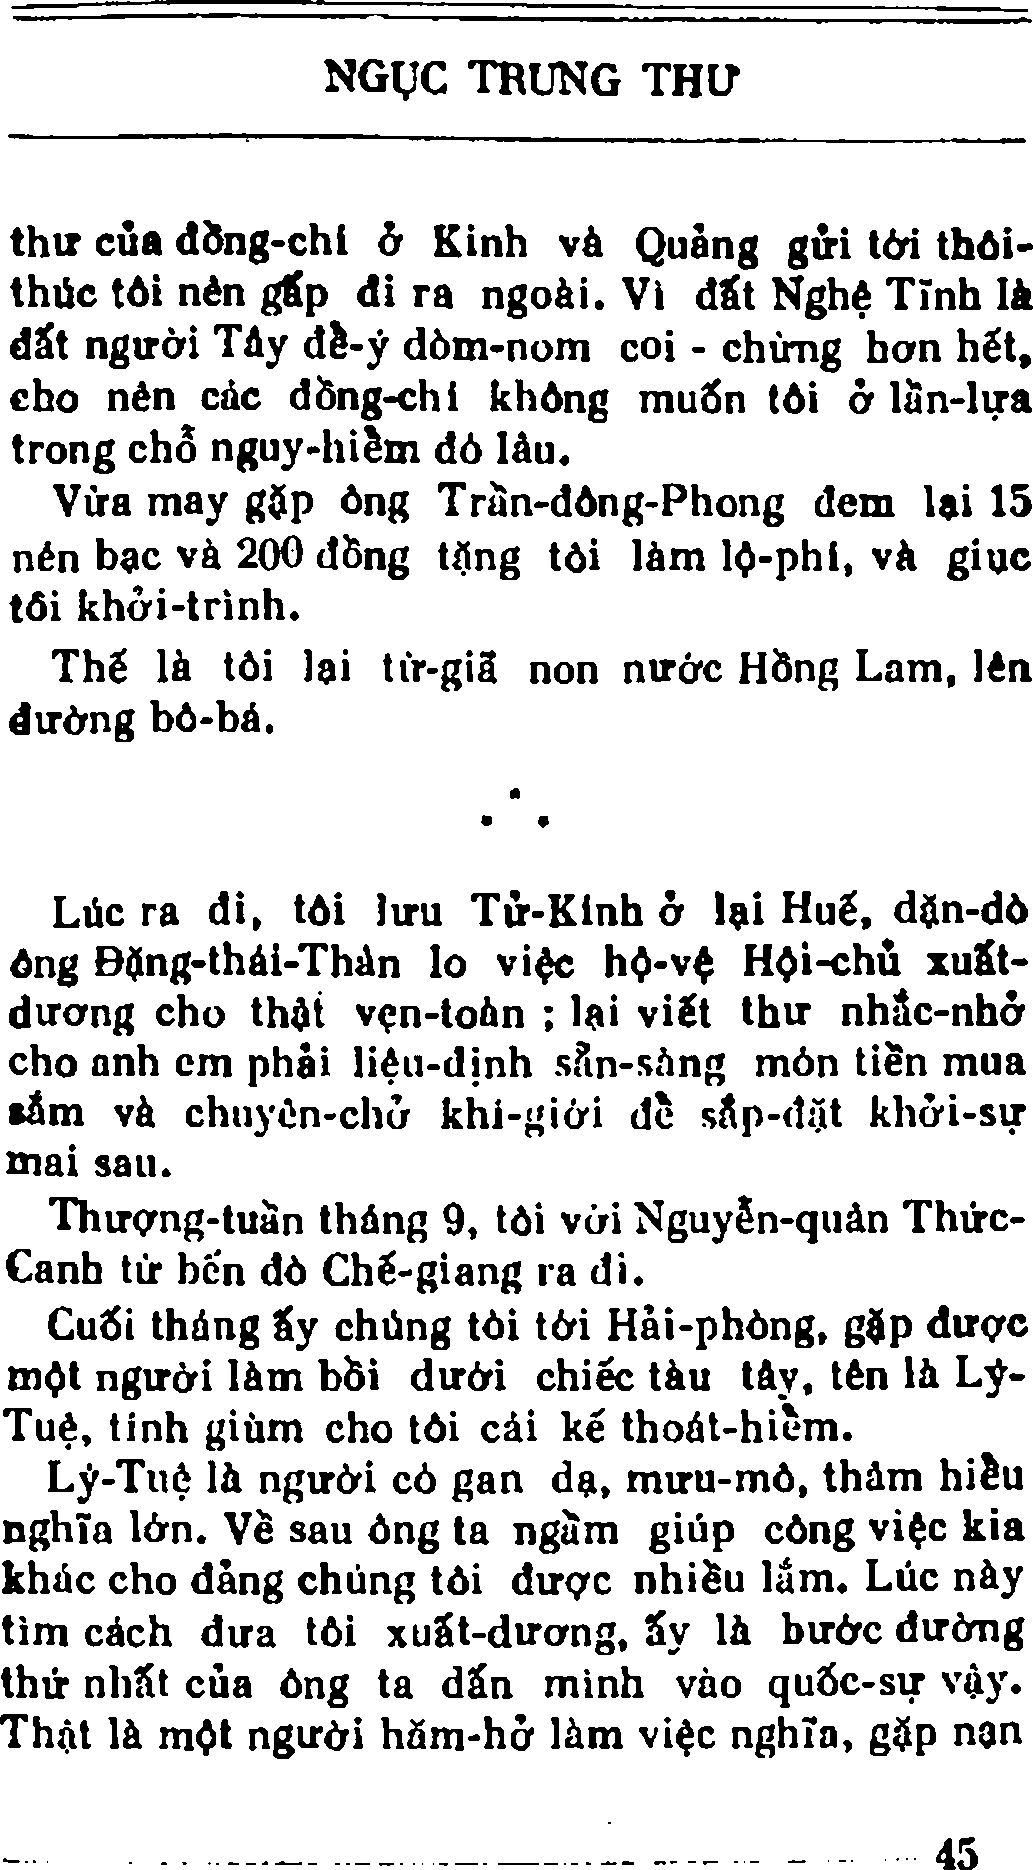 NGỤC TRUNG THƯ
thư của đồng-chí ở Kinh và Quảng gửi tới thôi-
thúc tôi nên gấp đi ra ngoài. Vì đất Nghệ Tĩnh là
đất người Tây để-ý dòm-nom coi - chừng hơn hết,
cho nên các đồng-chí không muốn tôi ở lần-lựa
trong chỗ nguy-hiểm đó lâu.
Vừa may gặp ông Trần-đông-Phong đem lại 15
nén bạc và 200 đồng tặng tôi làm lộ-phí, và giục
tôi khởi-trình.
Thế là tôi lại từ-giã non nước Hồng Lam, lên
đường bô-bá.
Lúc ra đi, tôi lưu Tử-Kính ở lại Huế, dặn-dò
ông Đặng-thái-Thân lo việc hộ-vệ Hội-chủ xuất-
dương cho thật vẹn-toàn ; lại viết thư nhắc-nhở
cho anh em phải liệu-định sẵn-sàng món tiền mua
sắm và chuyên-chở khí-giới để sắp-đặt khởi-sự
mai sau.
Thượng-tuần tháng 9, tôi với Nguyễn-quân Thức-
Canh từ bến đò Chế-giang ra đi.
Cuối tháng ấy chúng tôi tới Hải-phòng, gặp được
một người làm bồi dưới chiếc tàu tây, tên là Lý-
Tuệ, tính giùm cho tôi cái kế thoát-hiểm.
Lý-Tuệ là người có gan dạ, mưu-mô, thâm hiểu
nghĩa lớn. Về sau ông ta ngầm giúp công việc kia
khác cho đảng chúng tôi được nhiều lắm. Lúc này
tìm cách đưa tôi xuất-dương, ấy là bước đường
thứ nhất của ông ta dấn mình vào quốc-sự vậy.
Thật là một người hăm-hở làm việc nghĩa, gặp nạn
45